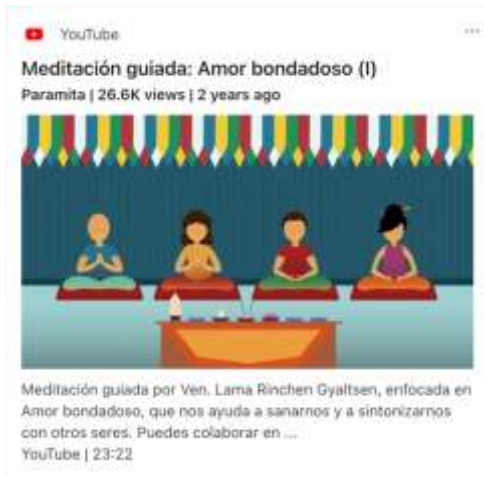 YouTube
Meditación guiada: Amor bondadoso (I)
Paramita | 26.6K views | 2 years ago
Meditación guiada por Ven. Lama Rinchen Gyaltsen, enfocada en
Amor bondadoso, que nos ayuda a sanarnos y a sintonizarnos
con otros seres. Puedes colaborar en ...
YouTube | 23:22